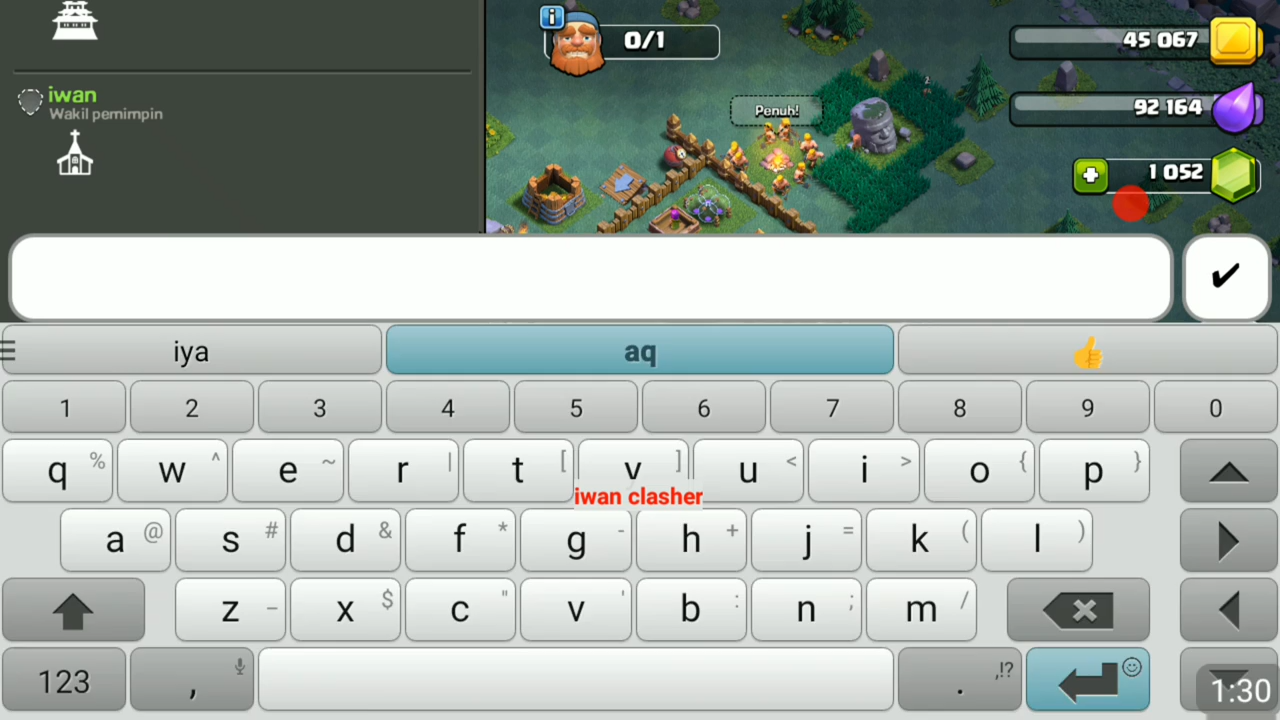 0/1
45 067
iwan
Wakil pemimpin
Penuh!
92 164
1 052
✔
iya aq 👍
1 2 3 4 5 6 7 8 9 0
q % w ^ e ~ r | t [ y ] u < i > o { p }
iwan clasher
a @ s # d & f * g - h + j = k ( l )
z _ x $ c " v ' b : n ; m /
123 , . ,!?
1:30